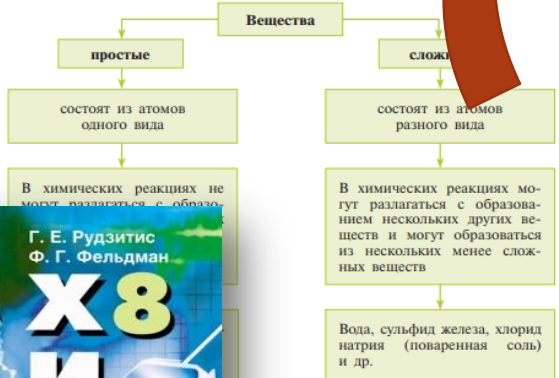 Вещества
простые
состоят из атомов
одного вида
В химических реакциях не
могут разлагаться с образо-
Г. Е. Рудзитис
Ф. Г. Фельдман
Х8
И
состоят из атомов
разного вида
В химических реакциях мо-
гут разлагаться с образова-
нием нескольких других ве-
ществ и могут образоваться
из нескольких менее слож-
ных веществ
Вода, сульфид железа, хлорид
натрия (поваренная соль)
и др.